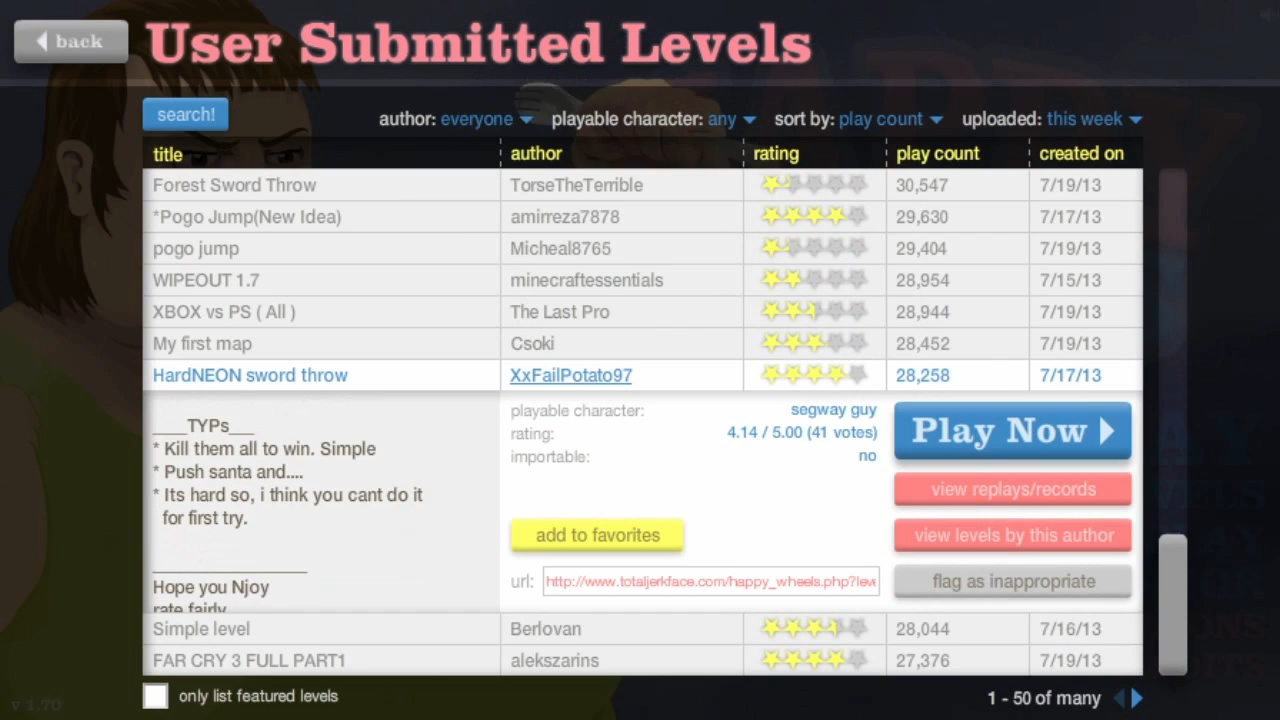 back
User Submitted Levels
search!
author: everyone playable character: any sort by: play count uploaded: this week
title author rating play count created on
Forest Sword Throw TorseTheTerrible 30,547 7/19/13
*Pogo Jump(New Idea) amirreza7878 29,630 7/17/13
pogo jump Micheal8765 29,404 7/19/13
WIPEOUT 1.7 minecraftessentials 28,954 7/15/13
XBOX vs PS ( All ) The Last Pro 28,944 7/19/13
My first map Csoki 28,452 7/19/13
HardNEON sword throw XxFailPotato97 28,258 7/17/13
____TYPs___
* Kill them all to win. Simple
* Push santa and....
* Its hard so, i think you cant do it
for first try.
Hope you Njoy
rate fairly
playable character: segway guy
rating: 4.14 / 5.00 (41 votes)
importable: no
add to favorites
url: http://www.totaljerkface.com/happy_wheels.php?leve
Play Now
view replays/records
view levels by this author
flag as inappropriate
Simple level Berlovan 28,044 7/16/13
FAR CRY 3 FULL PART1 alekszarins 27,376 7/19/13
only list featured levels
1 - 50 of many
v 1.70